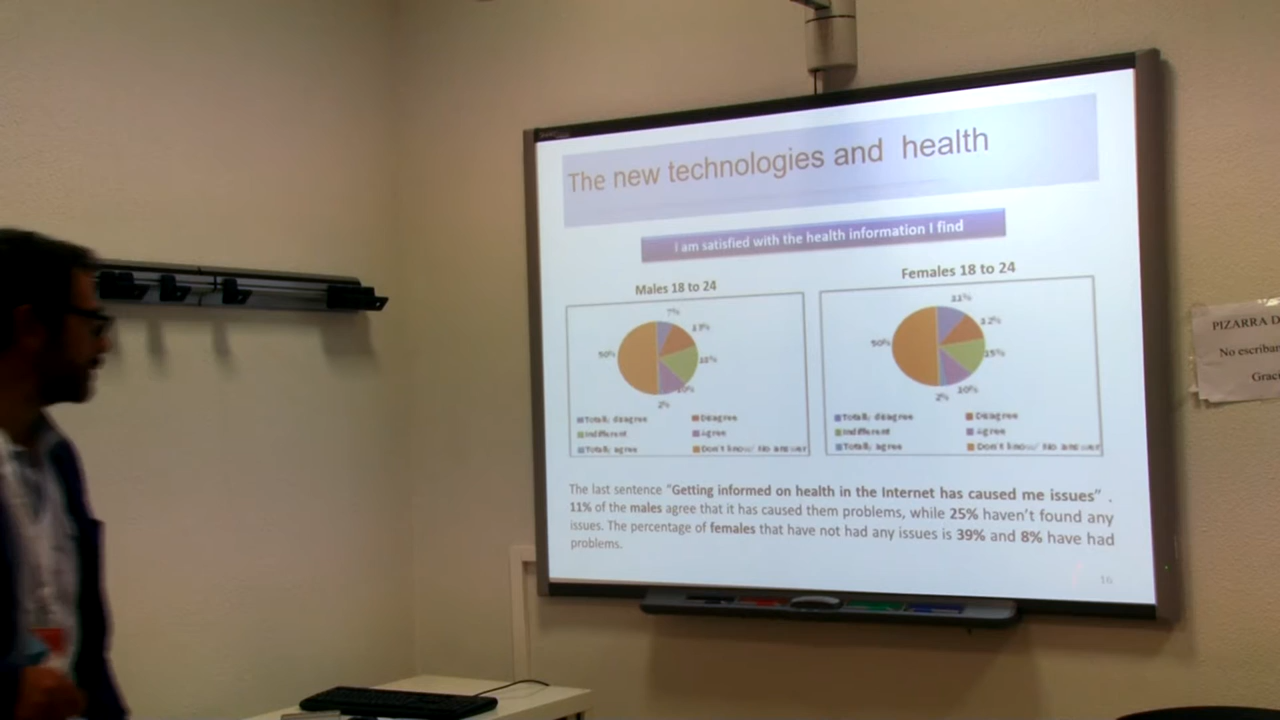 The new technologies and health
I am satisfied with the health information I find
Males 18 to 24
7%
50%
2%
Totally disagree
Disagree
Indifferent
Agree
Totally agree
Don't know/ No answer
Females 18 to 24
11%
12%
50%
15%
10%
2%
Totally disagree
Disagree
Indifferent
Agree
Totally agree
Don't know/ No answer
The last sentence "Getting informed on health in the Internet has caused me issues" .
11% of the males agree that it has caused them problems, while 25% haven't found any
issues. The percentage of females that have not had any issues is 39% and 8% have had
problems.
16
PIZARRA D
No escriban
Graci